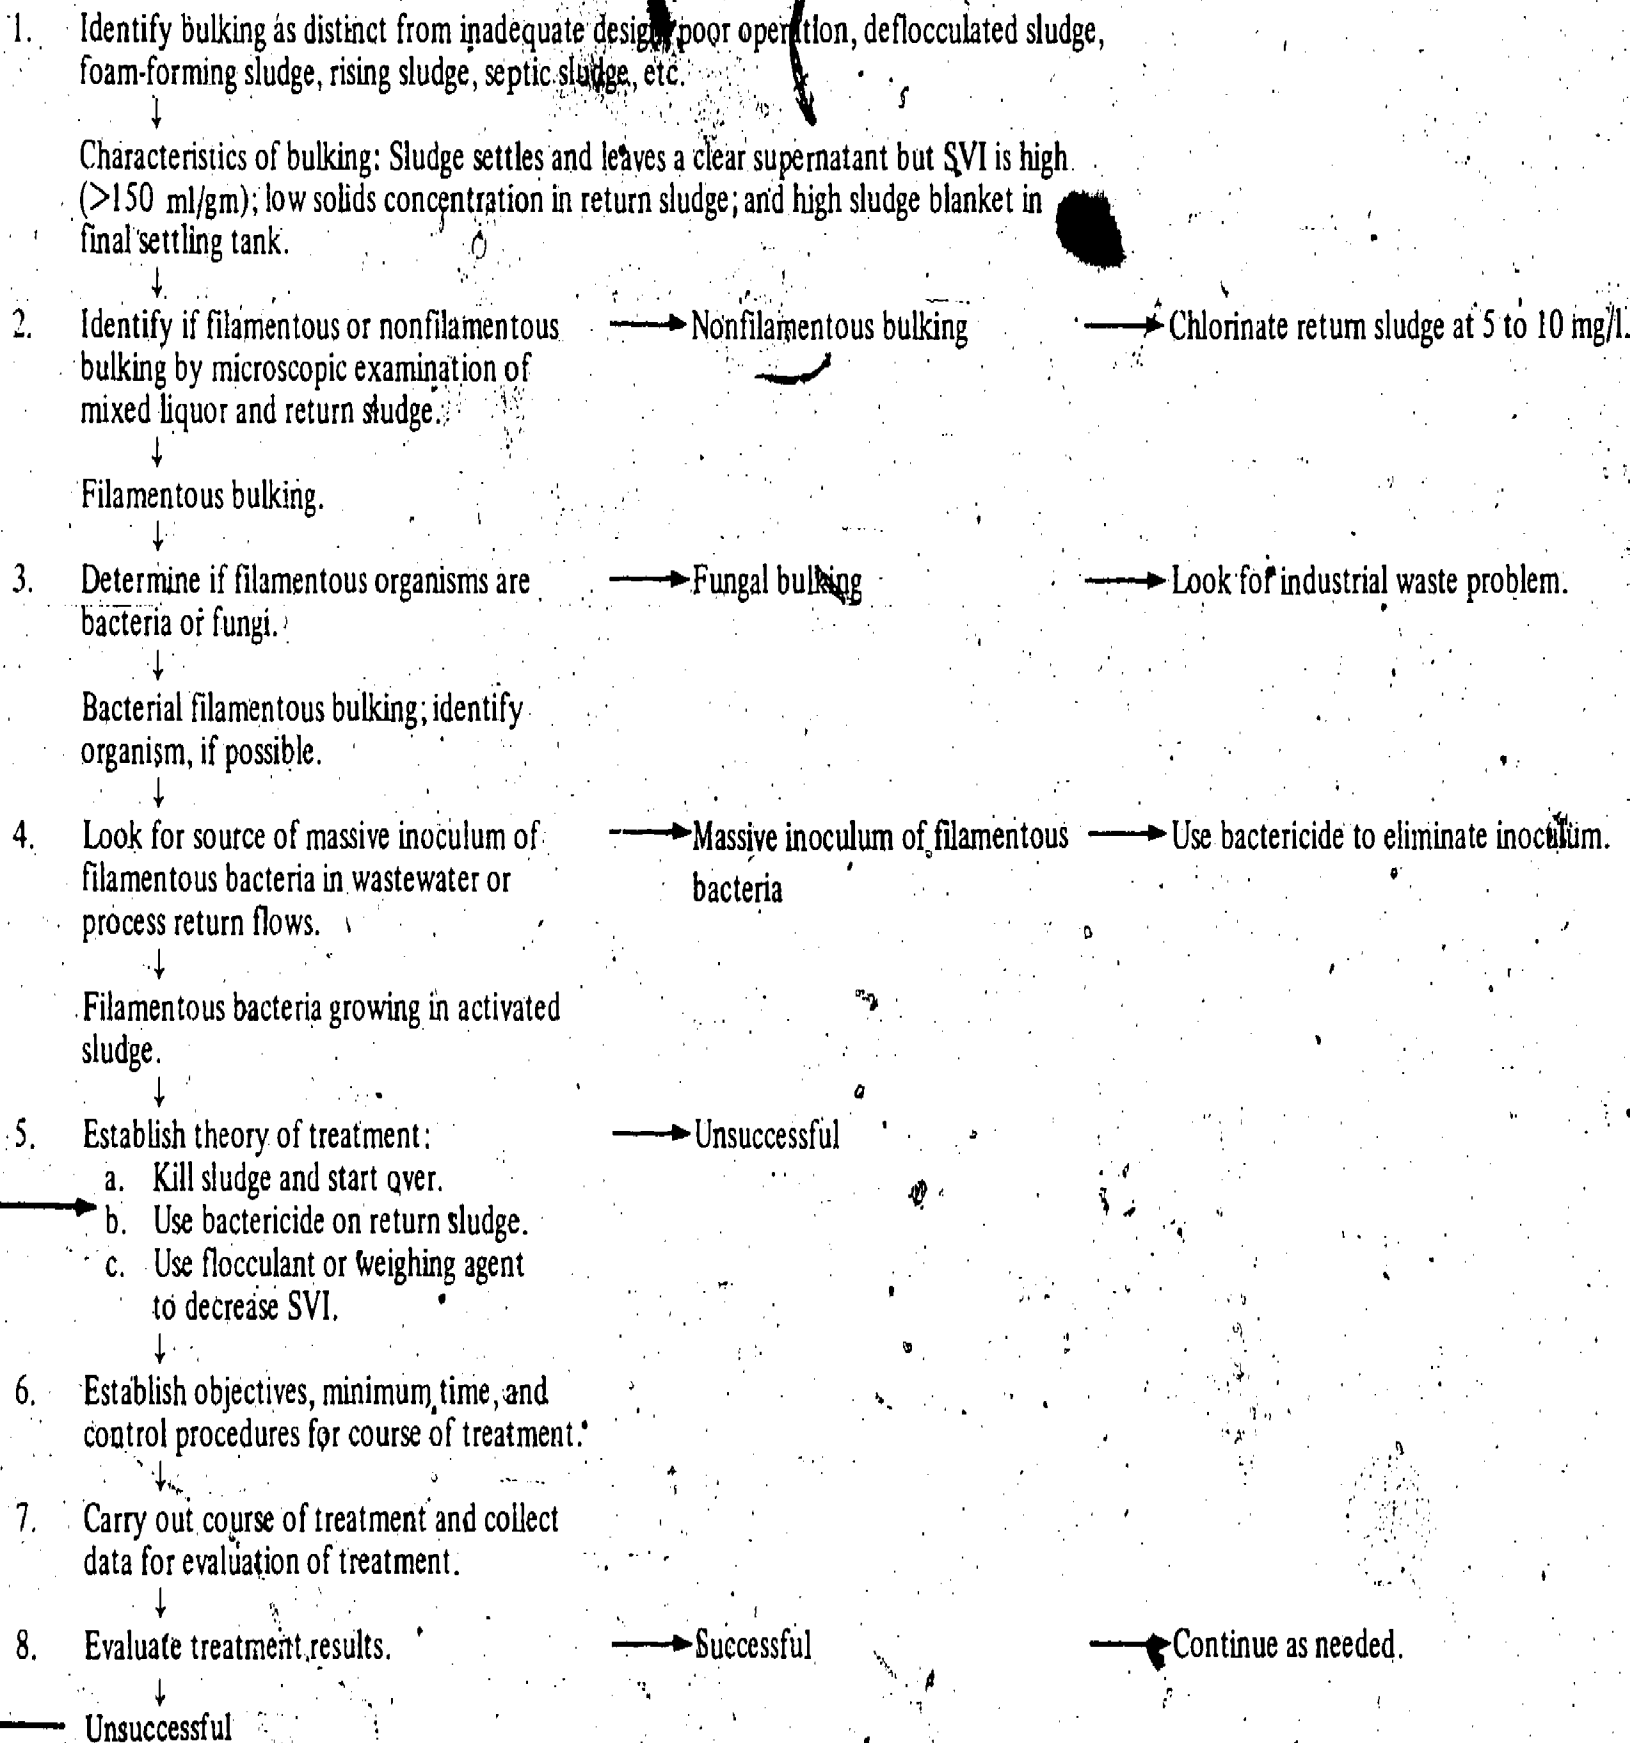 1. Identify bulking as distinct from inadequate design, poor operation, deflocculated sludge,
foam-forming sludge, rising sludge, septic sludge, etc.
↓
Characteristics of bulking: Sludge settles and leaves a clear supernatant but SVI is high
(>150 ml/gm); low solids concentration in return sludge; and high sludge blanket in
final settling tank.
↓
2. Identify if filamentous or nonfilamentous → Nonfilamentous bulking → Chlorinate return sludge at 5 to 10 mg/l.
bulking by microscopic examination of
mixed liquor and return sludge.
↓
Filamentous bulking.
↓
3. Determine if filamentous organisms are → Fungal bulking → Look for industrial waste problem.
bacteria or fungi.
↓
Bacterial filamentous bulking; identify
organism, if possible.
↓
4. Look for source of massive inoculum of → Massive inoculum of filamentous → Use bactericide to eliminate inoculum.
filamentous bacteria in wastewater or bacteria
process return flows.
↓
Filamentous bacteria growing in activated
sludge.
↓
5. Establish theory of treatment: → Unsuccessful
a. Kill sludge and start over.
→ b. Use bactericide on return sludge.
c. Use flocculant or weighing agent
to decrease SVI.
↓
6. Establish objectives, minimum time, and
control procedures for course of treatment.
↓
7. Carry out course of treatment and collect
data for evaluation of treatment.
↓
8. Evaluate treatment results. → Successful → Continue as needed.
↓
Unsuccessful